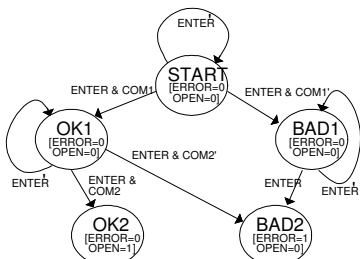 ENTER'
START
[ERROR=0
OPEN=0]
ENTER & COM1
ENTER & COM1'
OK1
[ERROR=0
OPEN=0]
BAD1
[ERROR=0
OPEN=0]
ENTER & COM2'
ENTER'
ENTER &
COM2
ENTER
ENTER'
OK2
[ERROR=0
OPEN=1]
BAD2
[ERROR=1
OPEN=0]